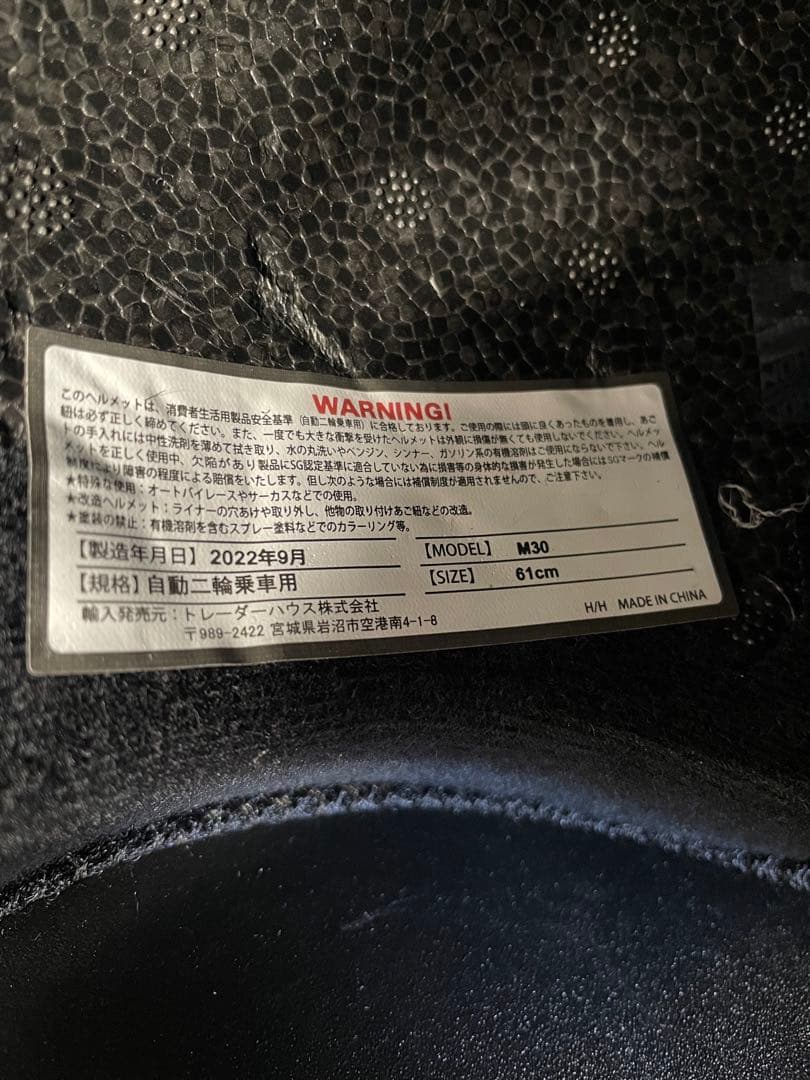 WARNING!
このヘルメットは、消費者生活用製品安全基準（自動二輪乗車用）に合格しております。ご使用の際には頭に良くあったものを着用し、あご
紐は必ず正しく締めてください。また、一度でも大きな衝撃を受けたヘルメットは外観に損傷が無くても使用しないでください。ヘルメッ
トの手入れには中性洗剤を薄めて拭き取り、水の丸洗いやベンジン、シンナー、ガソリン系の有機溶剤はご使用にならないで下さい。ヘル
メットを正しく使用中、欠陥があり製品にSG認定基準に適合していない為に損害等の身体的な損害が発生した場合にはSGマークの補償
制度により障害の程度による賠償をいたします。但し次のような場合には補償制度が適用されませんので、ご注意下さい。
★特殊な使用：オートバイレースやサーカスなどでの使用。
★改造ヘルメット；ライナーの穴あけや取り外し、他物の取り付けあご紐などの改造。
★塗装の禁止：有機溶剤を含むスプレー塗料などでのカラーリング等。
【製造年月日】 2022年9月
【MODEL】 M30
【規格】自動二輪乗車用
【SIZE】 61cm
輸入発売元：トレーダーハウス株式会社
〒989-2422 宮城県岩沼市空港南4-1-8
H/H MADE IN CHINA